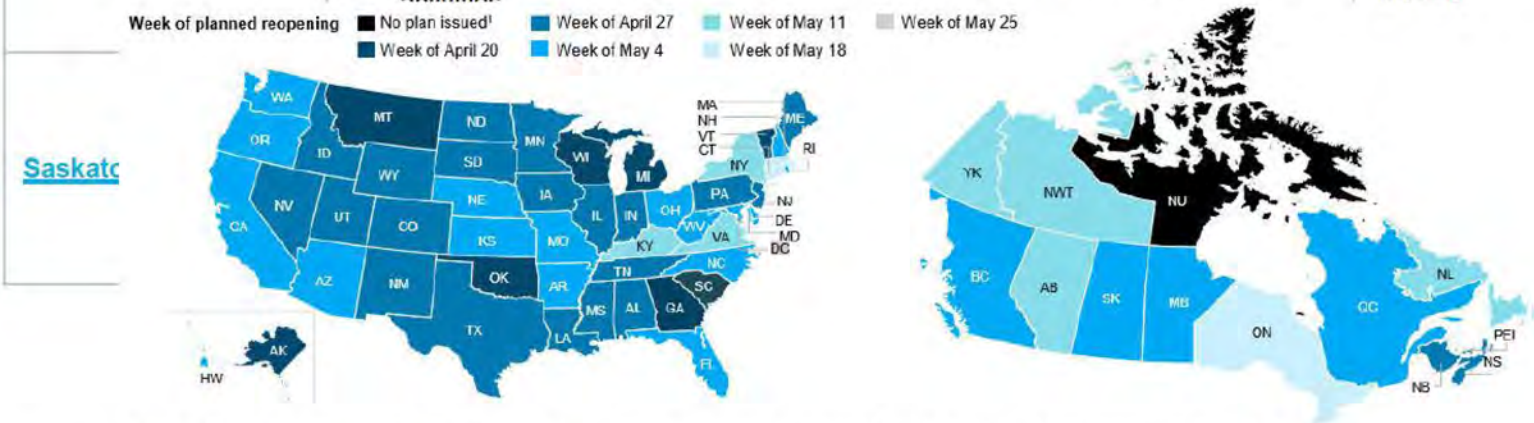 Week of planned reopening
No plan issued¹
Week of April 27
Week of May 11
Week of May 25
Week of April 20
Week of May 4
Week of May 18
Saskato
WA
MT
ND
MN
OR
ID
SD
WI
MI
WY
NY
ME
MA
NH
VT
CT
RI
NV
UT
CO
NE
IA
IL
IN
OH
PA
NJ
DE
MD
DC
CA
KS
MO
KY
WV
VA
AZ
NM
OK
AR
TN
NC
SC
TX
LA
MS
AL
GA
FL
AK
HW
YK
NWT
NU
BC
AB
SK
MB
ON
QC
NL
PEI
NS
NB